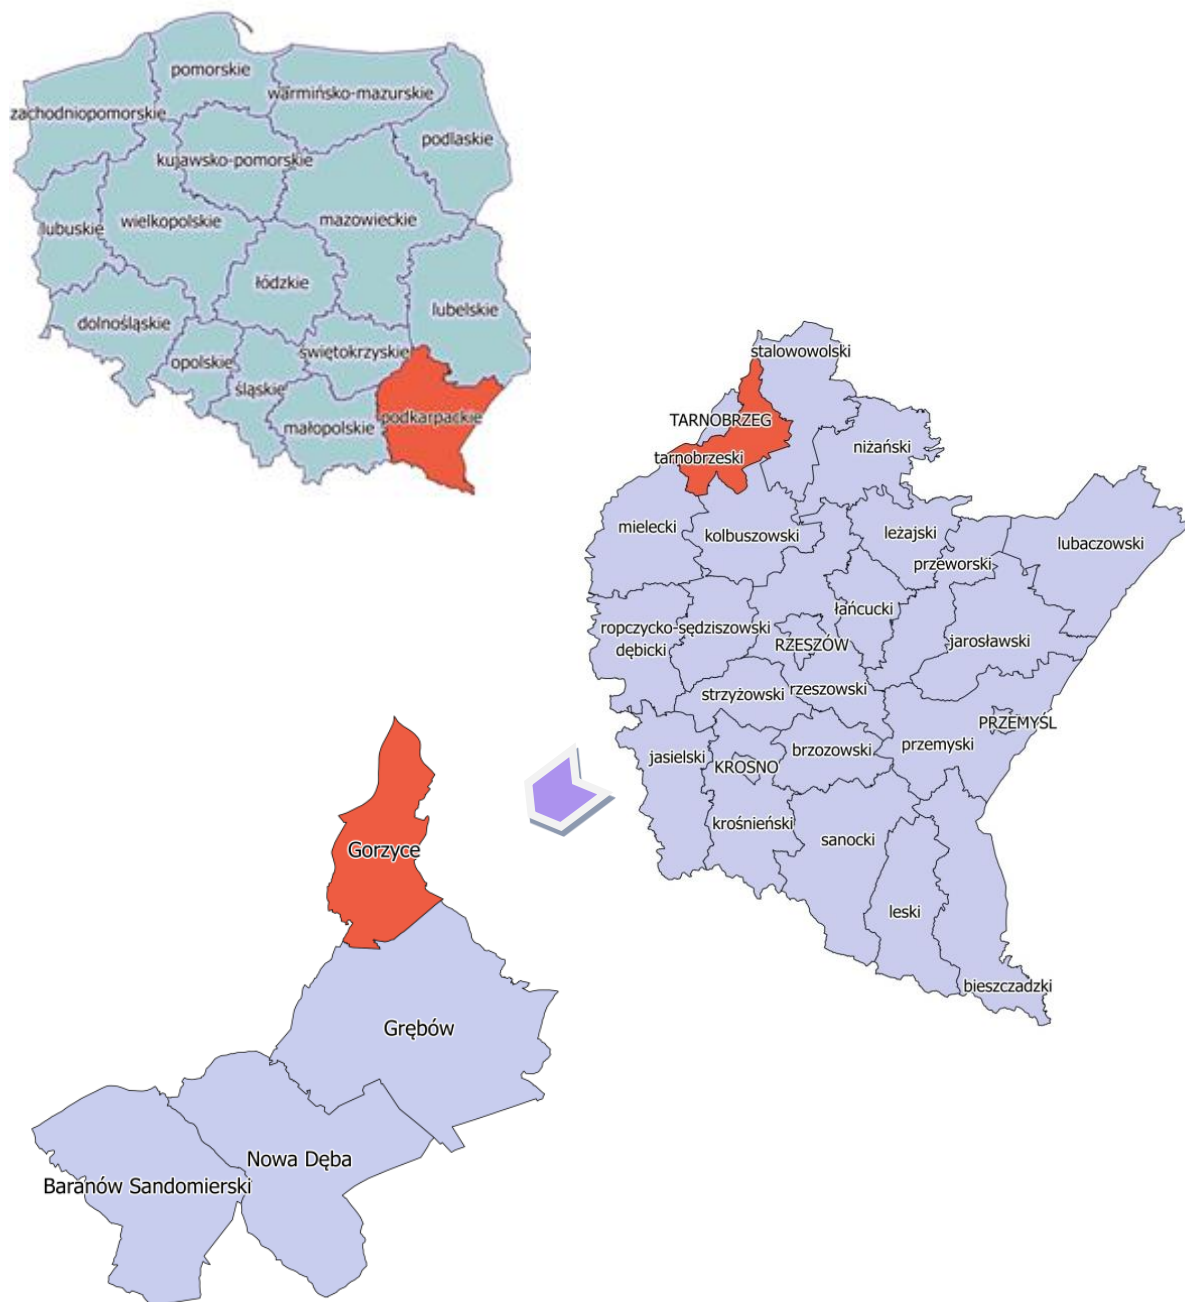 pomorskie
warmińsko-mazurskie
zachodniopomorskie
podlaskie
kujawsko-pomorskie
wielkopolskie
mazowieckie
lubuskie
łódzkie
lubelskie
dolnośląskie
świętokrzyskie
opolskie
śląskie
podkarpackie
małopolskie
stalowowolski
TARNOBRZEG
niżański
tarnobrzeski
mielecki
kolbuszowski
leżajski
lubaczowski
przeworski
łańcucki
ropczycko-sędziszowski
RZESZÓW
jarosławski
dębicki
strzyżowski
rzeszowski
PRZEMYŚL
jasielski
KROSNO
brzozowski
przemyski
krośnieński
sanocki
leski
bieszczadzki
Gorzyce
Grębów
Nowa Dęba
Baranów Sandomierski